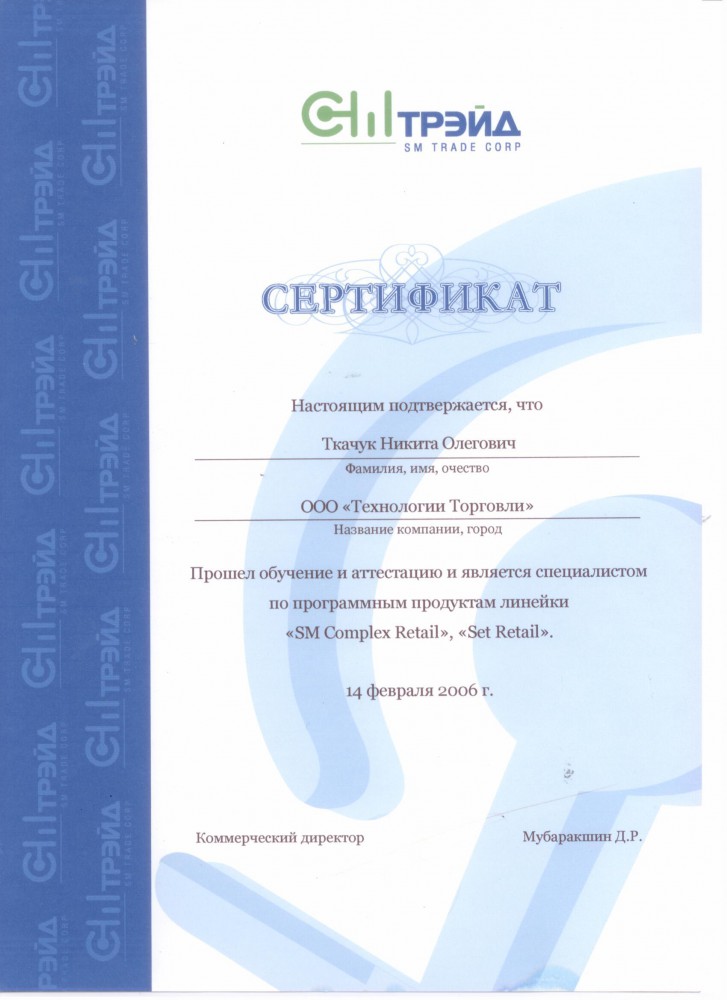 СМ ТРЭЙД
SM TRADE CORP
СЕРТИФИКАТ
Настоящим подтвержается, что
Ткачук Никита Олегович
Фамилия, имя, очество
ООО «Технологии Торговли»
Название компании, город
Прошел обучение и аттестацию и является специалистом
по программным продуктам линейки
«SM Complex Retail», «Set Retail».
14 февраля 2006 г.
Коммерческий директор
Мубаракшин Д.Р.